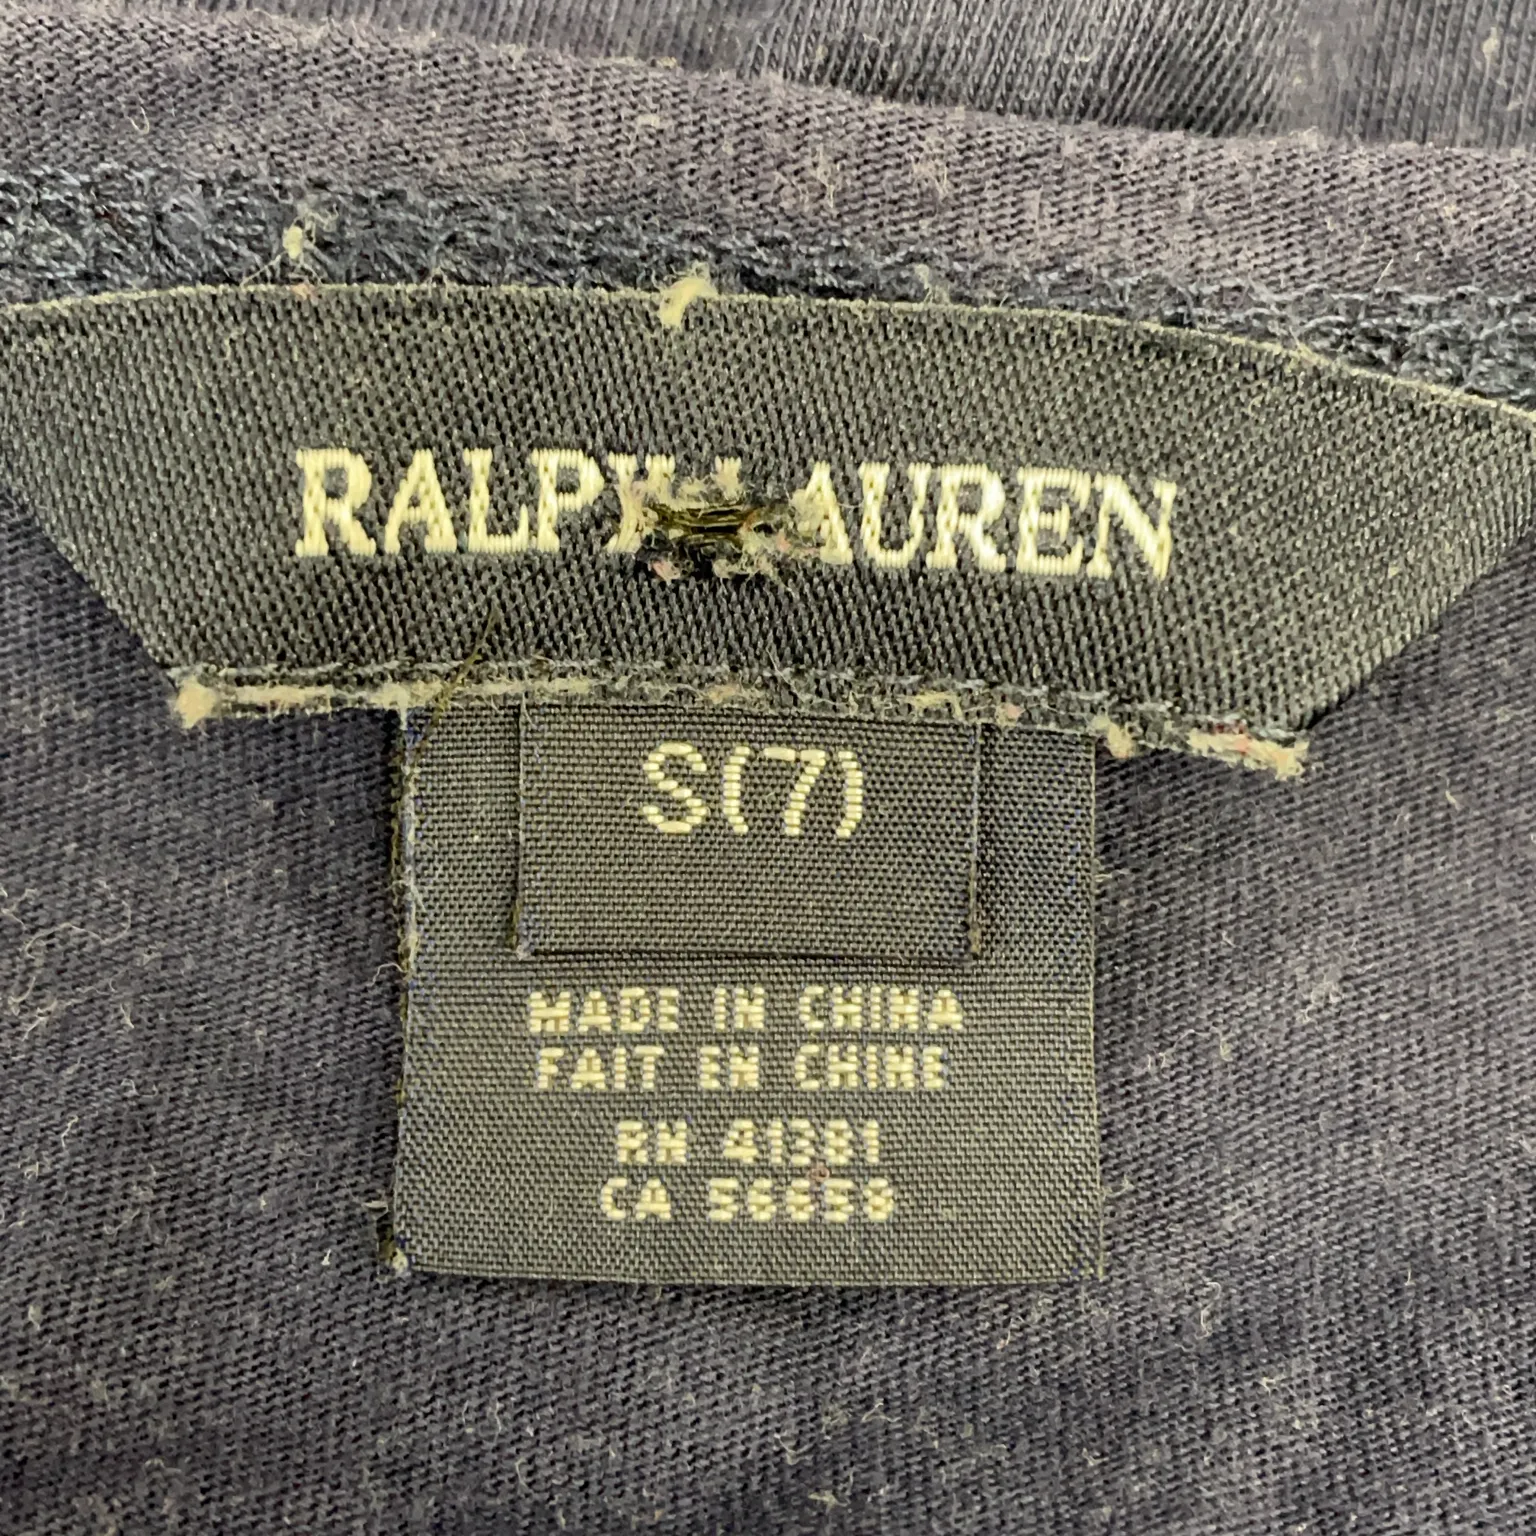 RALPH LAUREN
S(7)
MADE IN CHINA
FAIT EN CHINE
RN 41381
CA 56658